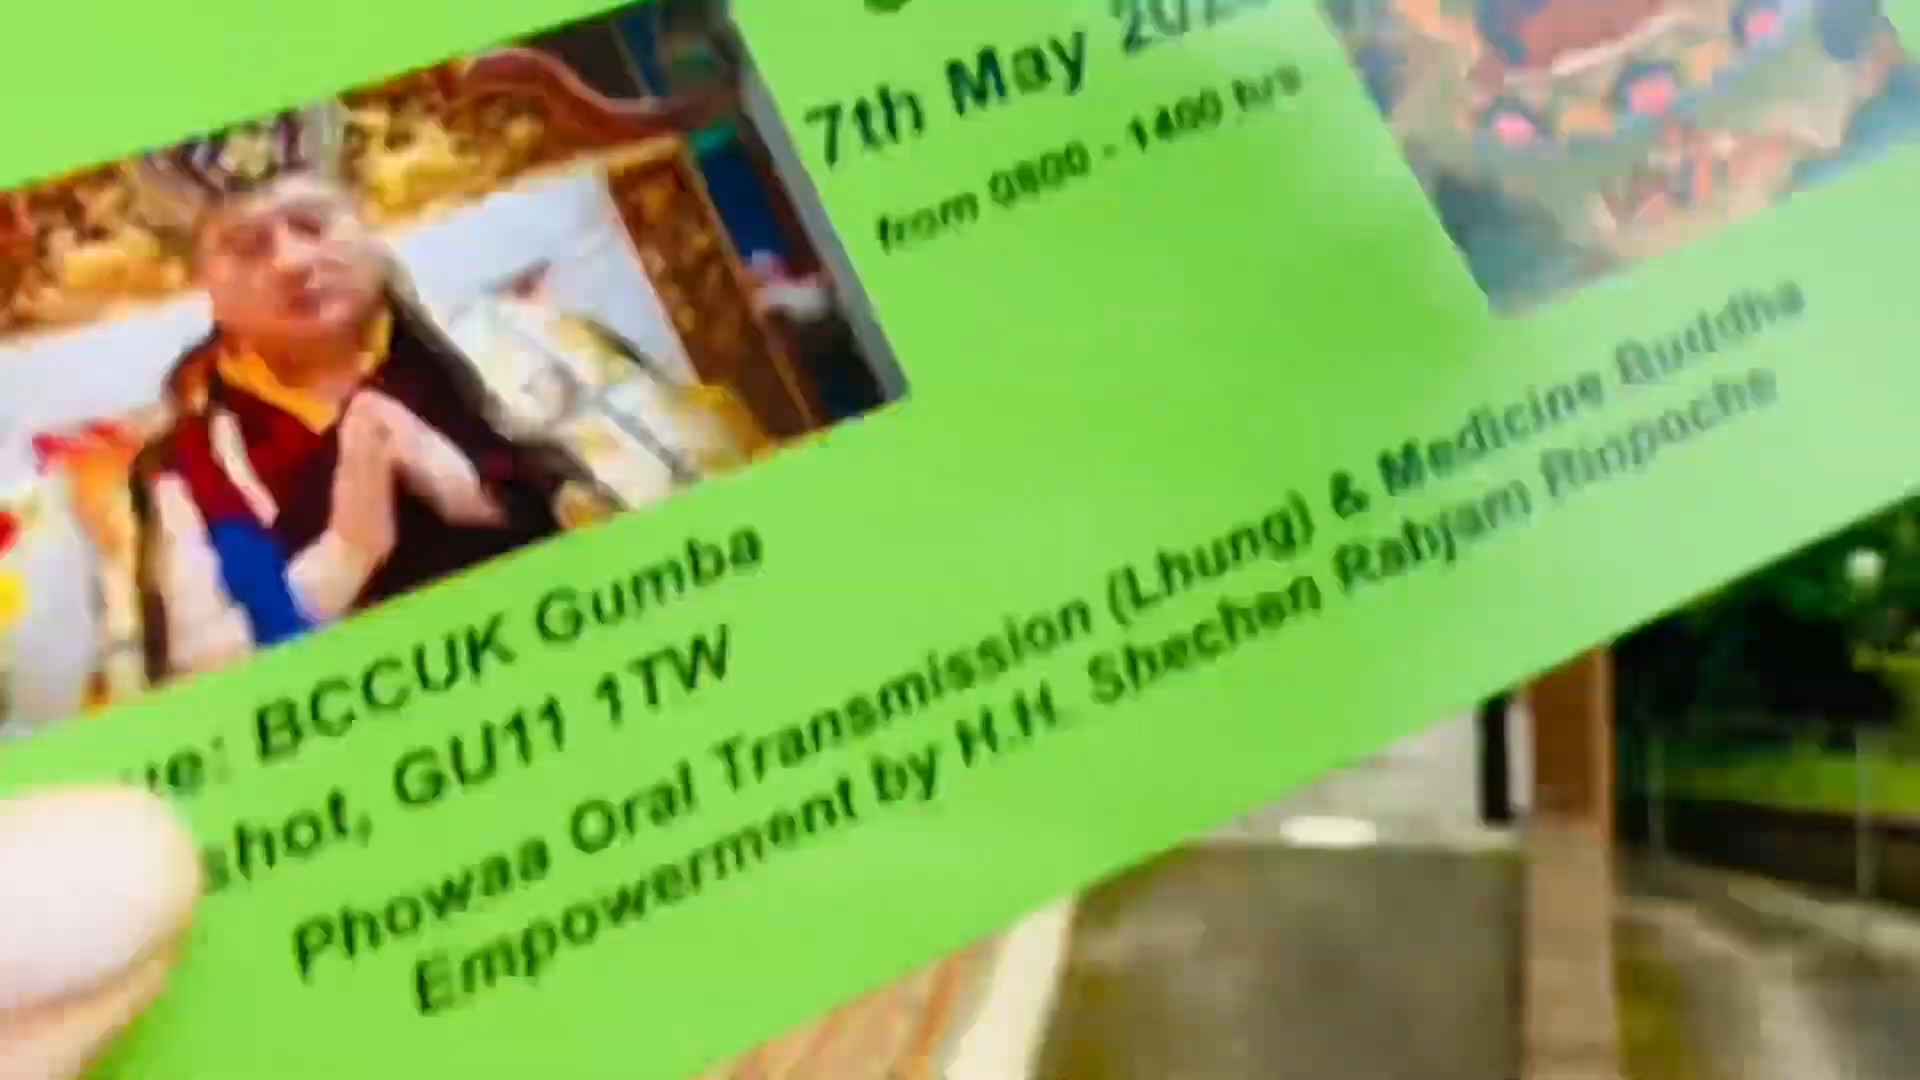 7th May
from 0800 - 1400 hrs
BCCUK Gumba
GU11 1TW
Phowaa Oral Transmission (Lhung) & Medicine Buddha
Empowerment by H.H. Shechen Rabjam Rinpoche